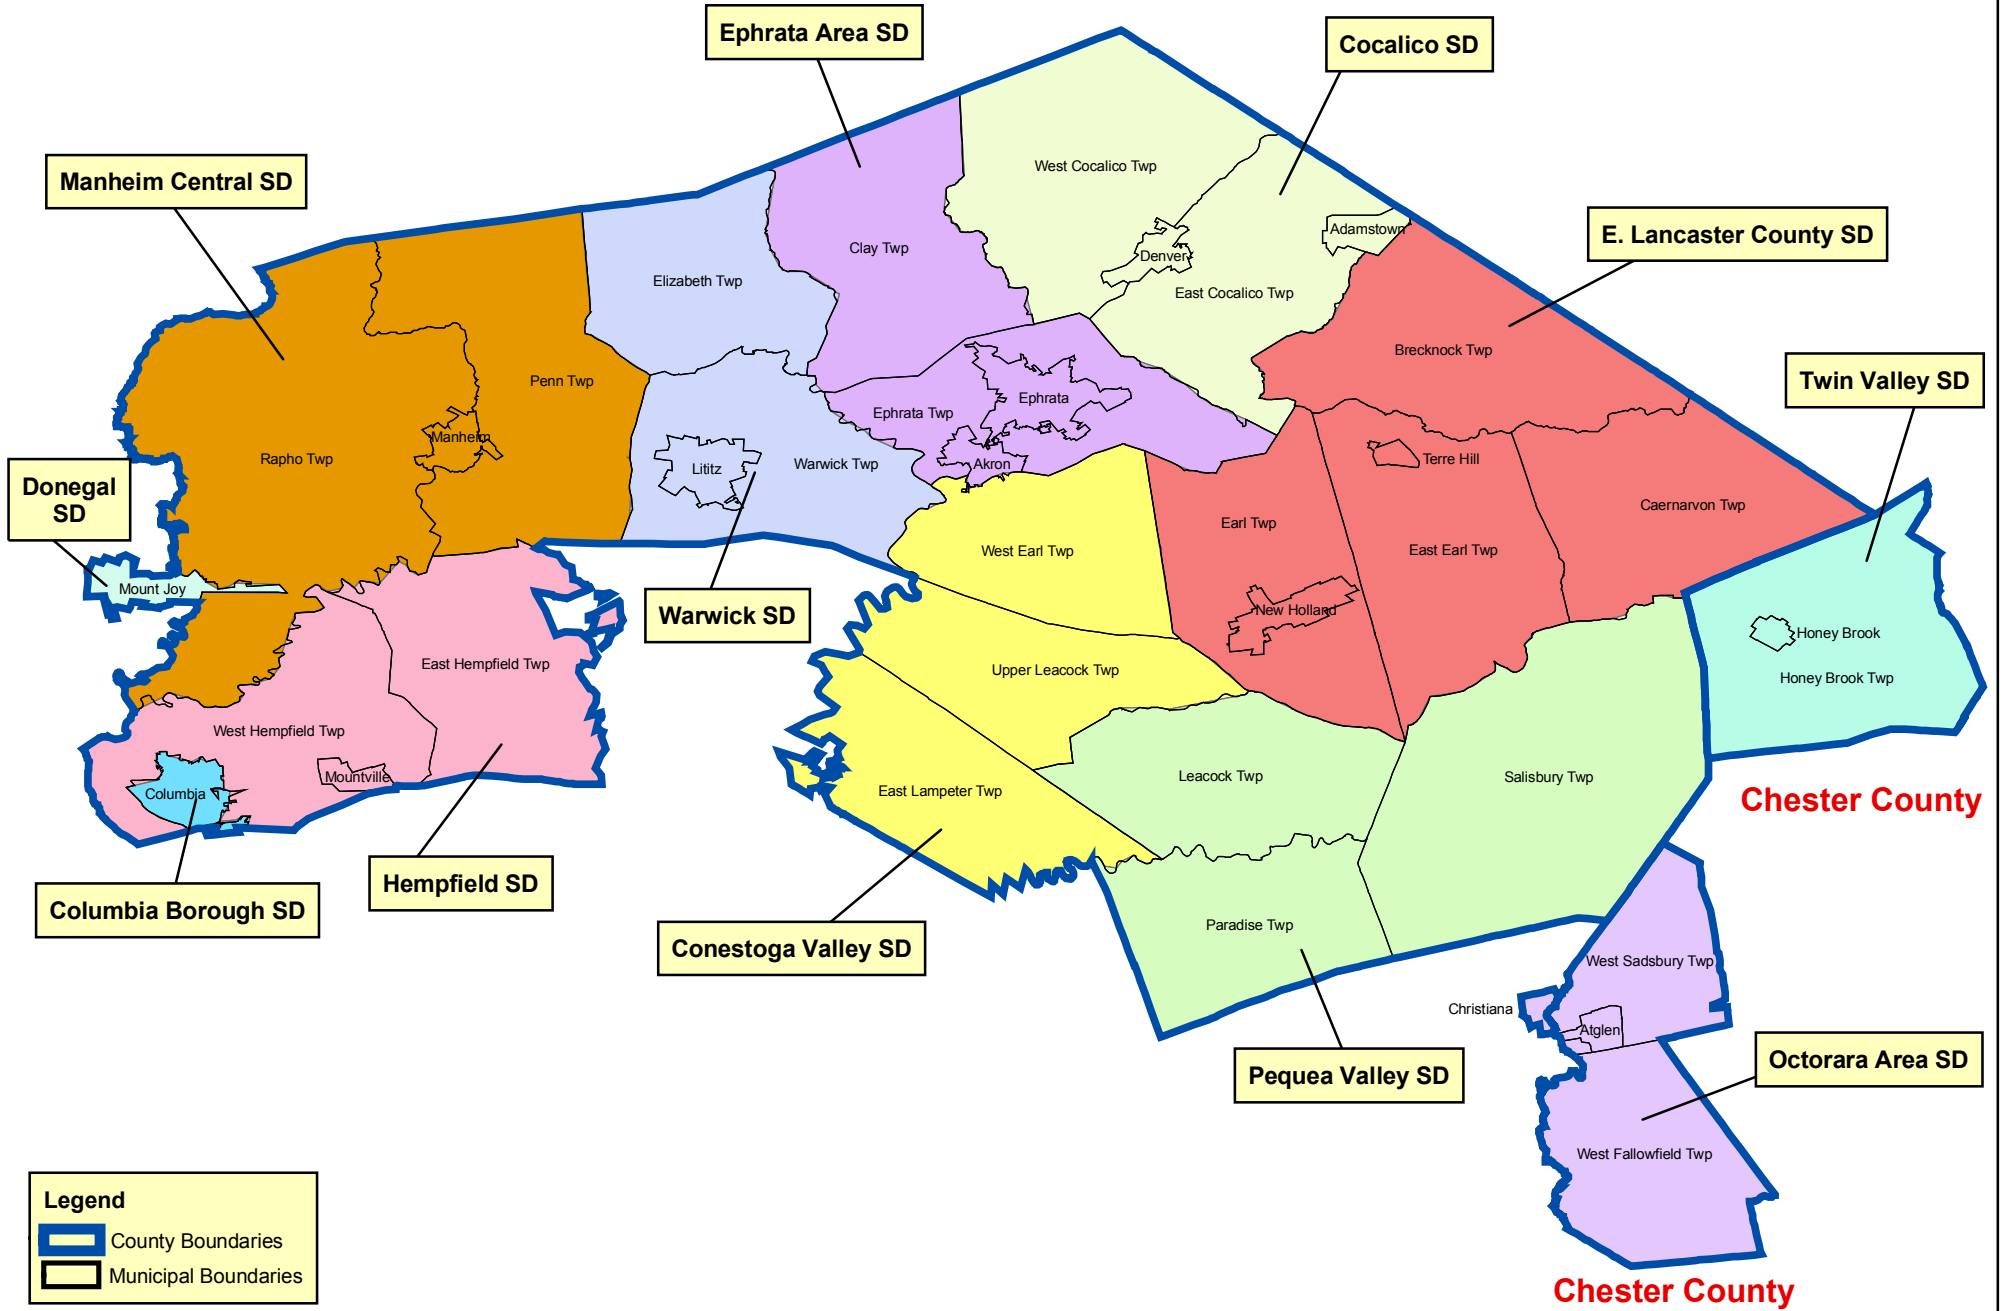 Ephrata Area SD
Cocalico SD
Manheim Central SD
West Cocalico Twp
E. Lancaster County SD
Adamstown
Clay Twp
Denver
Elizabeth Twp
East Cocalico Twp
Brecknock Twp
Twin Valley SD
Penn Twp
Ephrata Twp
Ephrata
Manheim
Rapho Twp
Lititz
Warwick Twp
Akron
Terre Hill
Donegal
SD
Caernarvon Twp
Earl Twp
East Earl Twp
West Earl Twp
Mount Joy
Warwick SD
New Holland
Honey Brook
East Hempfield Twp
Upper Leacock Twp
Honey Brook Twp
West Hempfield Twp
Mountville
Leacock Twp
Salisbury Twp
Columbia
East Lampeter Twp
Chester County
Hempfield SD
Columbia Borough SD
Paradise Twp
Conestoga Valley SD
West Sadsbury Twp
Christiana
Atglen
Pequea Valley SD
Octorara Area SD
West Fallowfield Twp
Legend
County Boundaries
Municipal Boundaries
Chester County